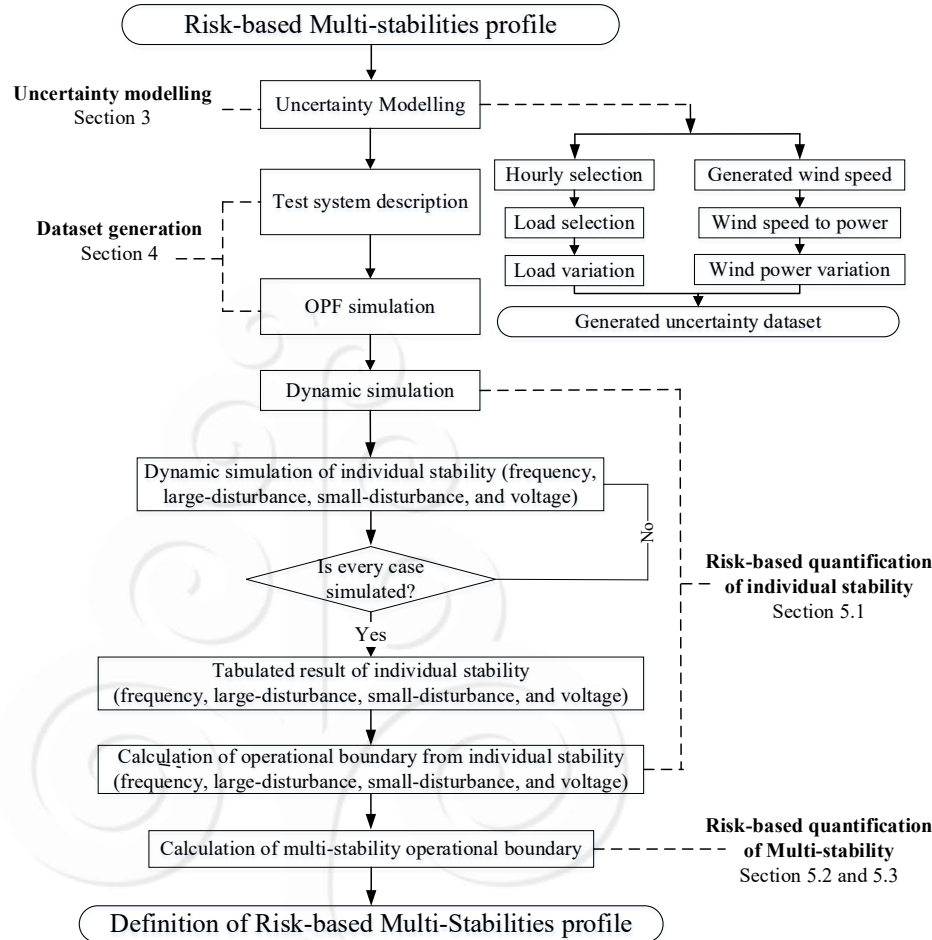 Risk-based Multi-stabilities profile
Uncertainty modelling
Section 3
Uncertainty Modelling
Hourly selection
Generated wind speed
Load selection
Wind speed to power
Load variation
Wind power variation
Generated uncertainty dataset
Test system description
Dataset generation
Section 4
OPF simulation
Dynamic simulation
Dynamic simulation of individual stability (frequency,
large-disturbance, small-disturbance, and voltage)
No
Is every case
simulated?
Yes
Risk-based quantification
of individual stability
Section 5.1
Tabulated result of individual stability
(frequency, large-disturbance, small-disturbance, and voltage)
Calculation of operational boundary from individual stability
(frequency, large-disturbance, small-disturbance, and voltage)
Calculation of multi-stability operational boundary
Risk-based quantification
of Multi-stability
Section 5.2 and 5.3
Definition of Risk-based Multi-Stabilities profile